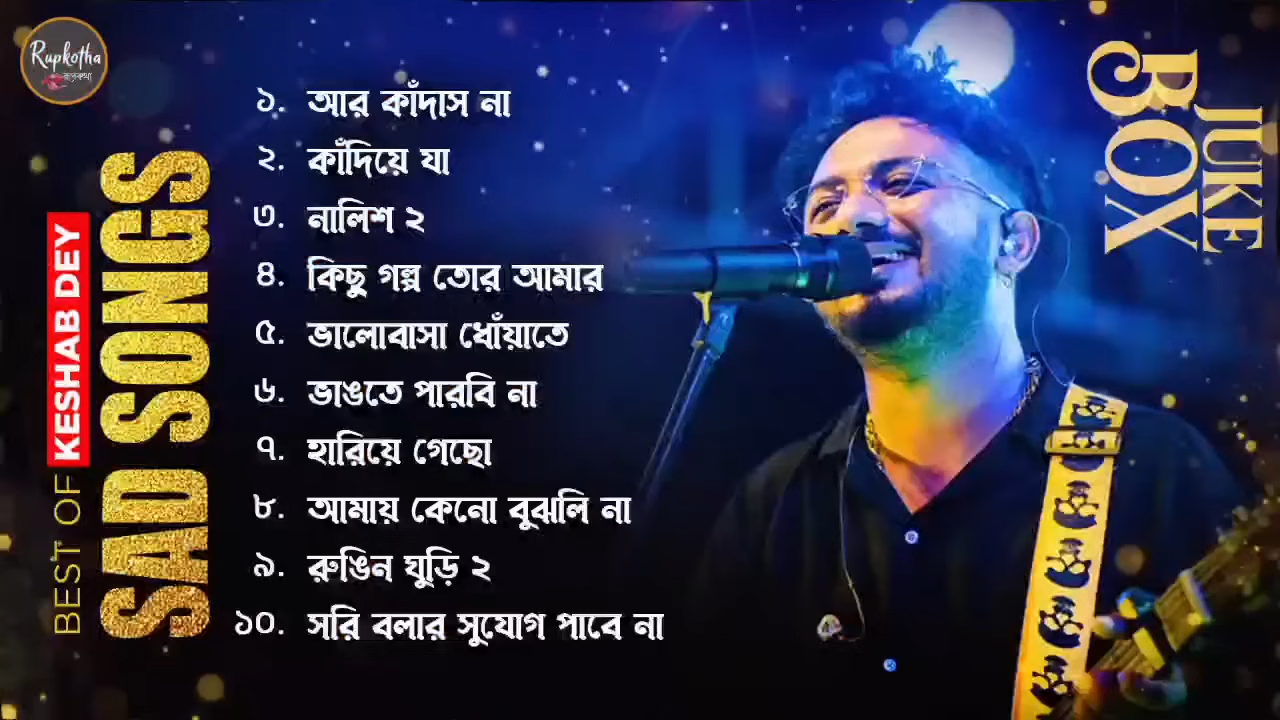 Rupkotha
রূপকথা
BEST OF KESHAB DEY
SAD SONGS
১. আর কাঁদাস না
২. কাঁদিয়ে যা
৩. নালিশ ২
৪. কিছু গল্প তোর আমার
৫. ভালোবাসা ধোঁয়াতে
৬. ভাঙতে পারবি না
৭. হারিয়ে গেছো
৮. আমায় কেনো বুঝলি না
৯. রুঙিন ঘুড়ি ২
১০. সরি বলার সুযোগ পাবে না
JUKE
BOX